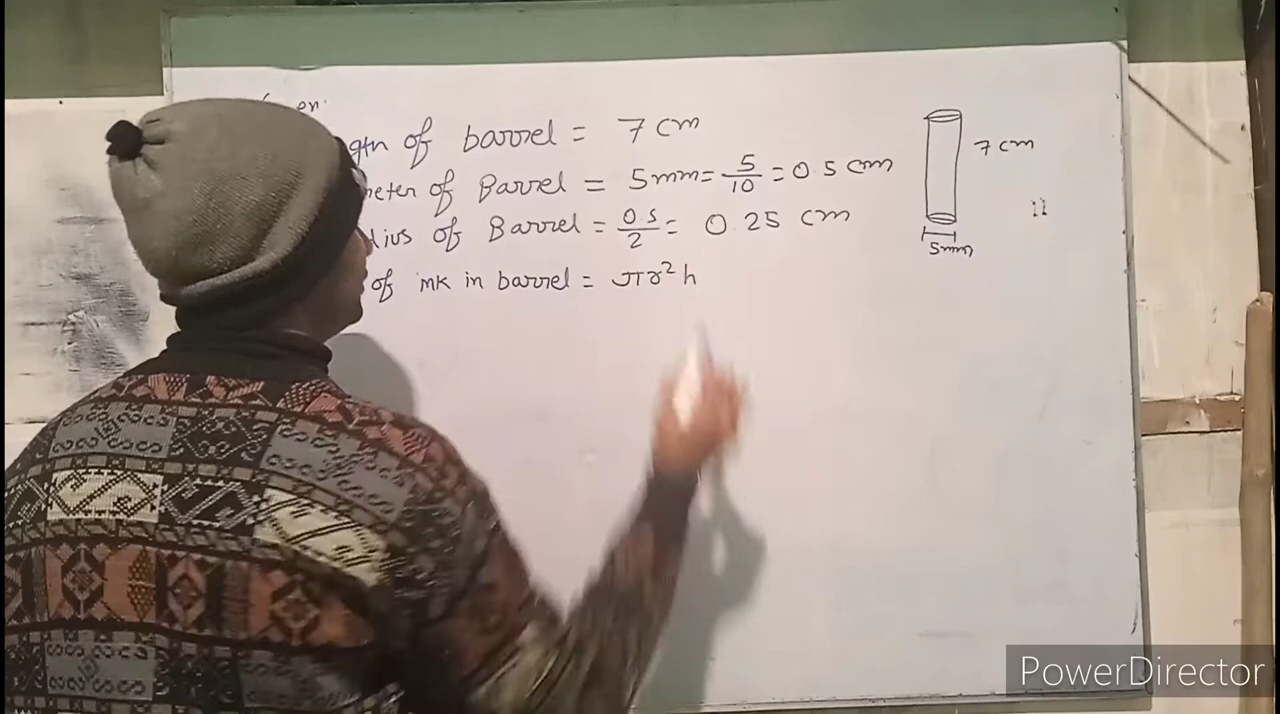 gth of barrel = 7 cm
meter of Barrel = 5mm = 5/10 = 0.5 cm
dius of Barrel = 0.5/2 = 0.25 cm
of ink in barrel = πr²h
7 cm
5mm
PowerDirector